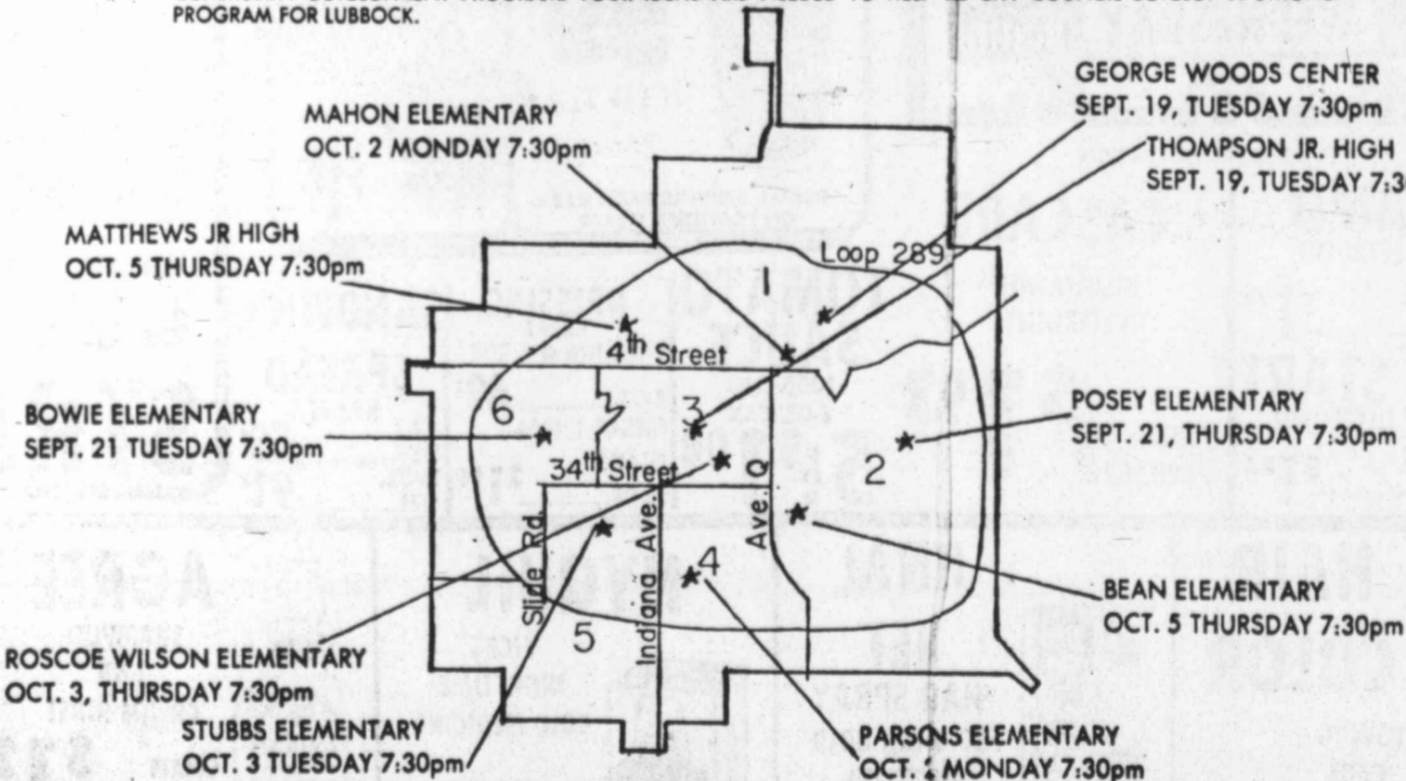 PROGRAM FOR LUBBOCK.
GEORGE WOODS CENTER
SEPT. 19, TUESDAY 7:30pm
MAHON ELEMENTARY
OCT. 2 MONDAY 7:30pm
THOMPSON JR. HIGH
SEPT. 19, TUESDAY 7:3
MATTHEWS JR HIGH
OCT. 5 THURSDAY 7:30pm
Loop 289
1
4th Street
BOWIE ELEMENTARY
SEPT. 21 TUESDAY 7:30pm
6
3
POSEY ELEMENTARY
SEPT. 21, THURSDAY 7:30pm
2
34th Street
Slide Rd.
Indiana Ave.
Ave. Q
4
5
BEAN ELEMENTARY
OCT. 5 THURSDAY 7:30pm
ROSCOE WILSON ELEMENTARY
OCT. 3, THURSDAY 7:30pm
STUBBS ELEMENTARY
OCT. 3 TUESDAY 7:30pm
PARSONS ELEMENTARY
OCT. MONDAY 7:30pm